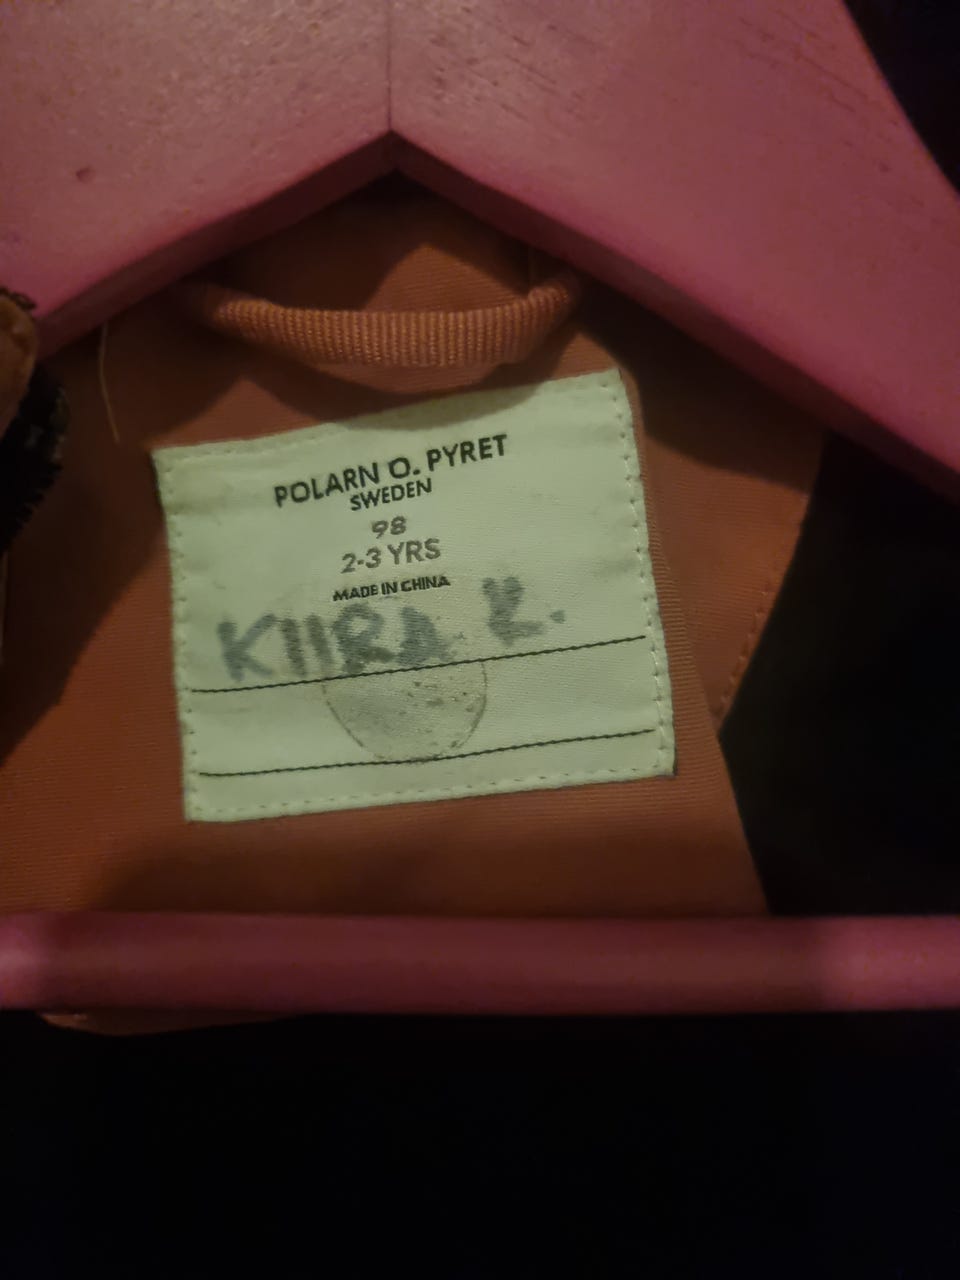 POLARN O. PYRET
SWEDEN
98
2-3 YRS
MADE IN CHINA
KIIRA K.